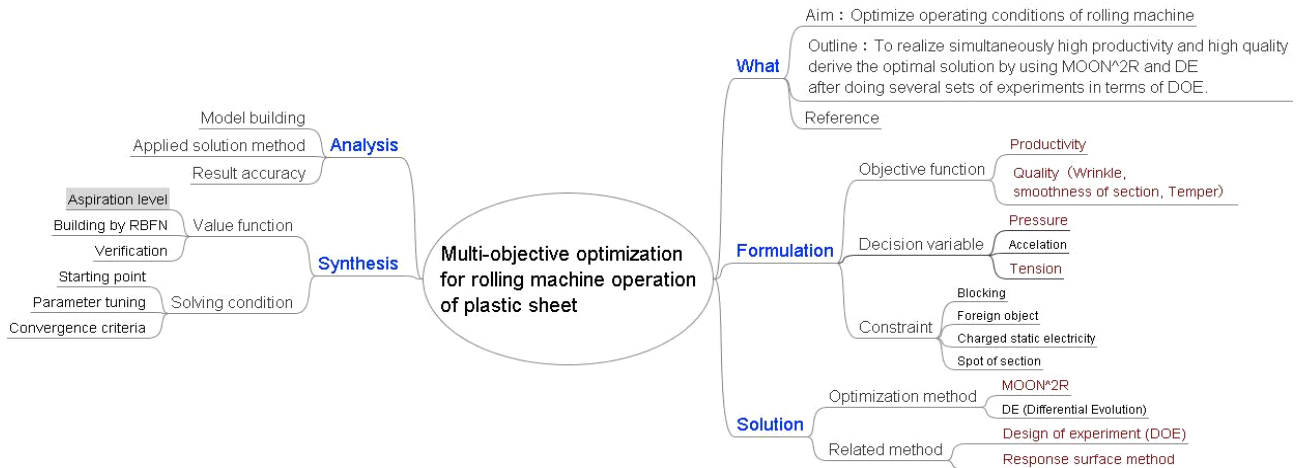 Multi-objective optimization
for rolling machine operation
of plastic sheet
What
Aim : Optimize operating conditions of rolling machine
Outline : To realize simultaneously high productivity and high quality
derive the optimal solution by using MOON^2R and DE
after doing several sets of experiments in terms of DOE.
Reference
Formulation
Objective function
Productivity
Quality (Wrinkle,
smoothness of section, Temper)
Decision variable
Pressure
Accelation
Tension
Constraint
Blocking
Foreign object
Charged static electricity
Spot of section
Solution
Optimization method
MOON^2R
DE (Differential Evolution)
Related method
Design of experiment (DOE)
Response surface method
Analysis
Model building
Applied solution method
Result accuracy
Synthesis
Value function
Aspiration level
Building by RBFN
Verification
Solving condition
Starting point
Parameter tuning
Convergence criteria